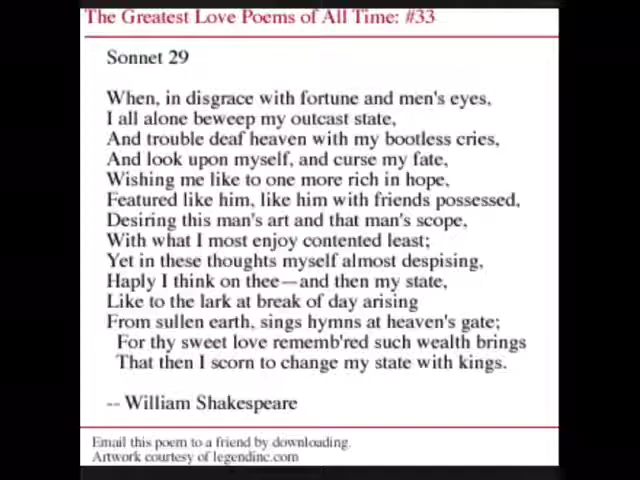 The Greatest Love Poems of All Time: #33
Sonnet 29
When, in disgrace with fortune and men's eyes,
I all alone beweep my outcast state,
And trouble deaf heaven with my bootless cries,
And look upon myself, and curse my fate,
Wishing me like to one more rich in hope,
Featured like him, like him with friends possessed,
Desiring this man's art and that man's scope,
With what I most enjoy contented least;
Yet in these thoughts myself almost despising,
Haply I think on thee—and then my state,
Like to the lark at break of day arising
From sullen earth, sings hymns at heaven's gate;
For thy sweet love rememb'red such wealth brings
That then I scorn to change my state with kings.
-- William Shakespeare
Email this poem to a friend by downloading.
Artwork courtesy of legendinc.com